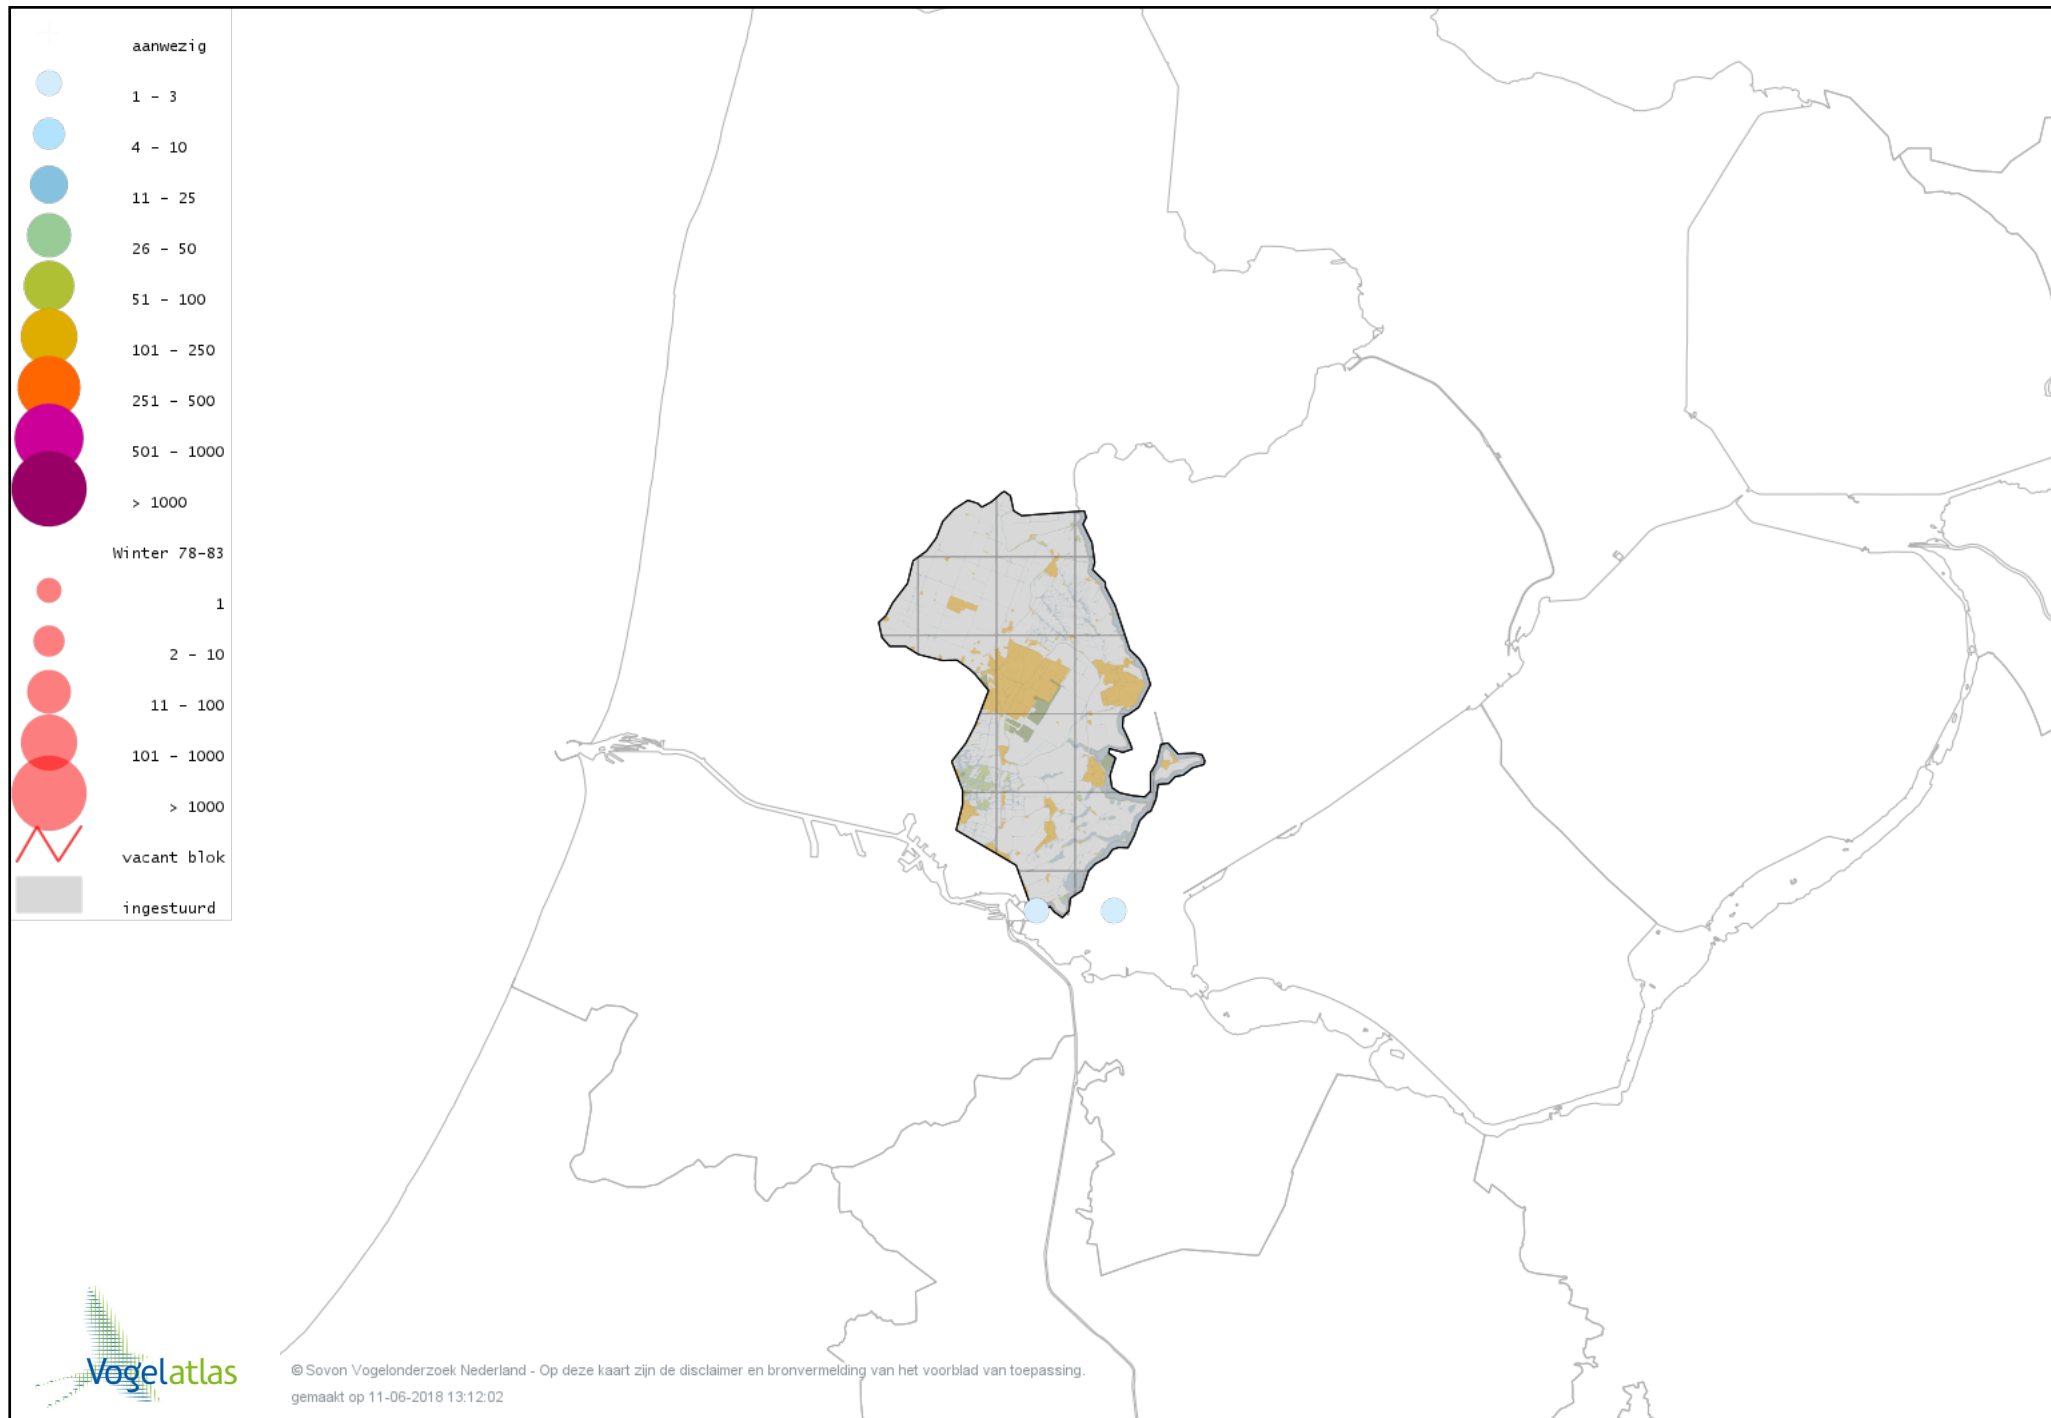 aanwezig
1 - 3
4 - 10
11 - 25
26 - 50
51 - 100
101 - 250
251 - 500
501 - 1000
> 1000
Winter 78-83
1
2 - 10
11 - 100
101 - 1000
> 1000
vacant blok
ingestuurd
Vogelatlas
© Sovon Vogelonderzoek Nederland - Op deze kaart zijn de disclaimer en bronvermelding van het voorblad van toepassing.
gemaakt op 11-06-2018 13:12:02